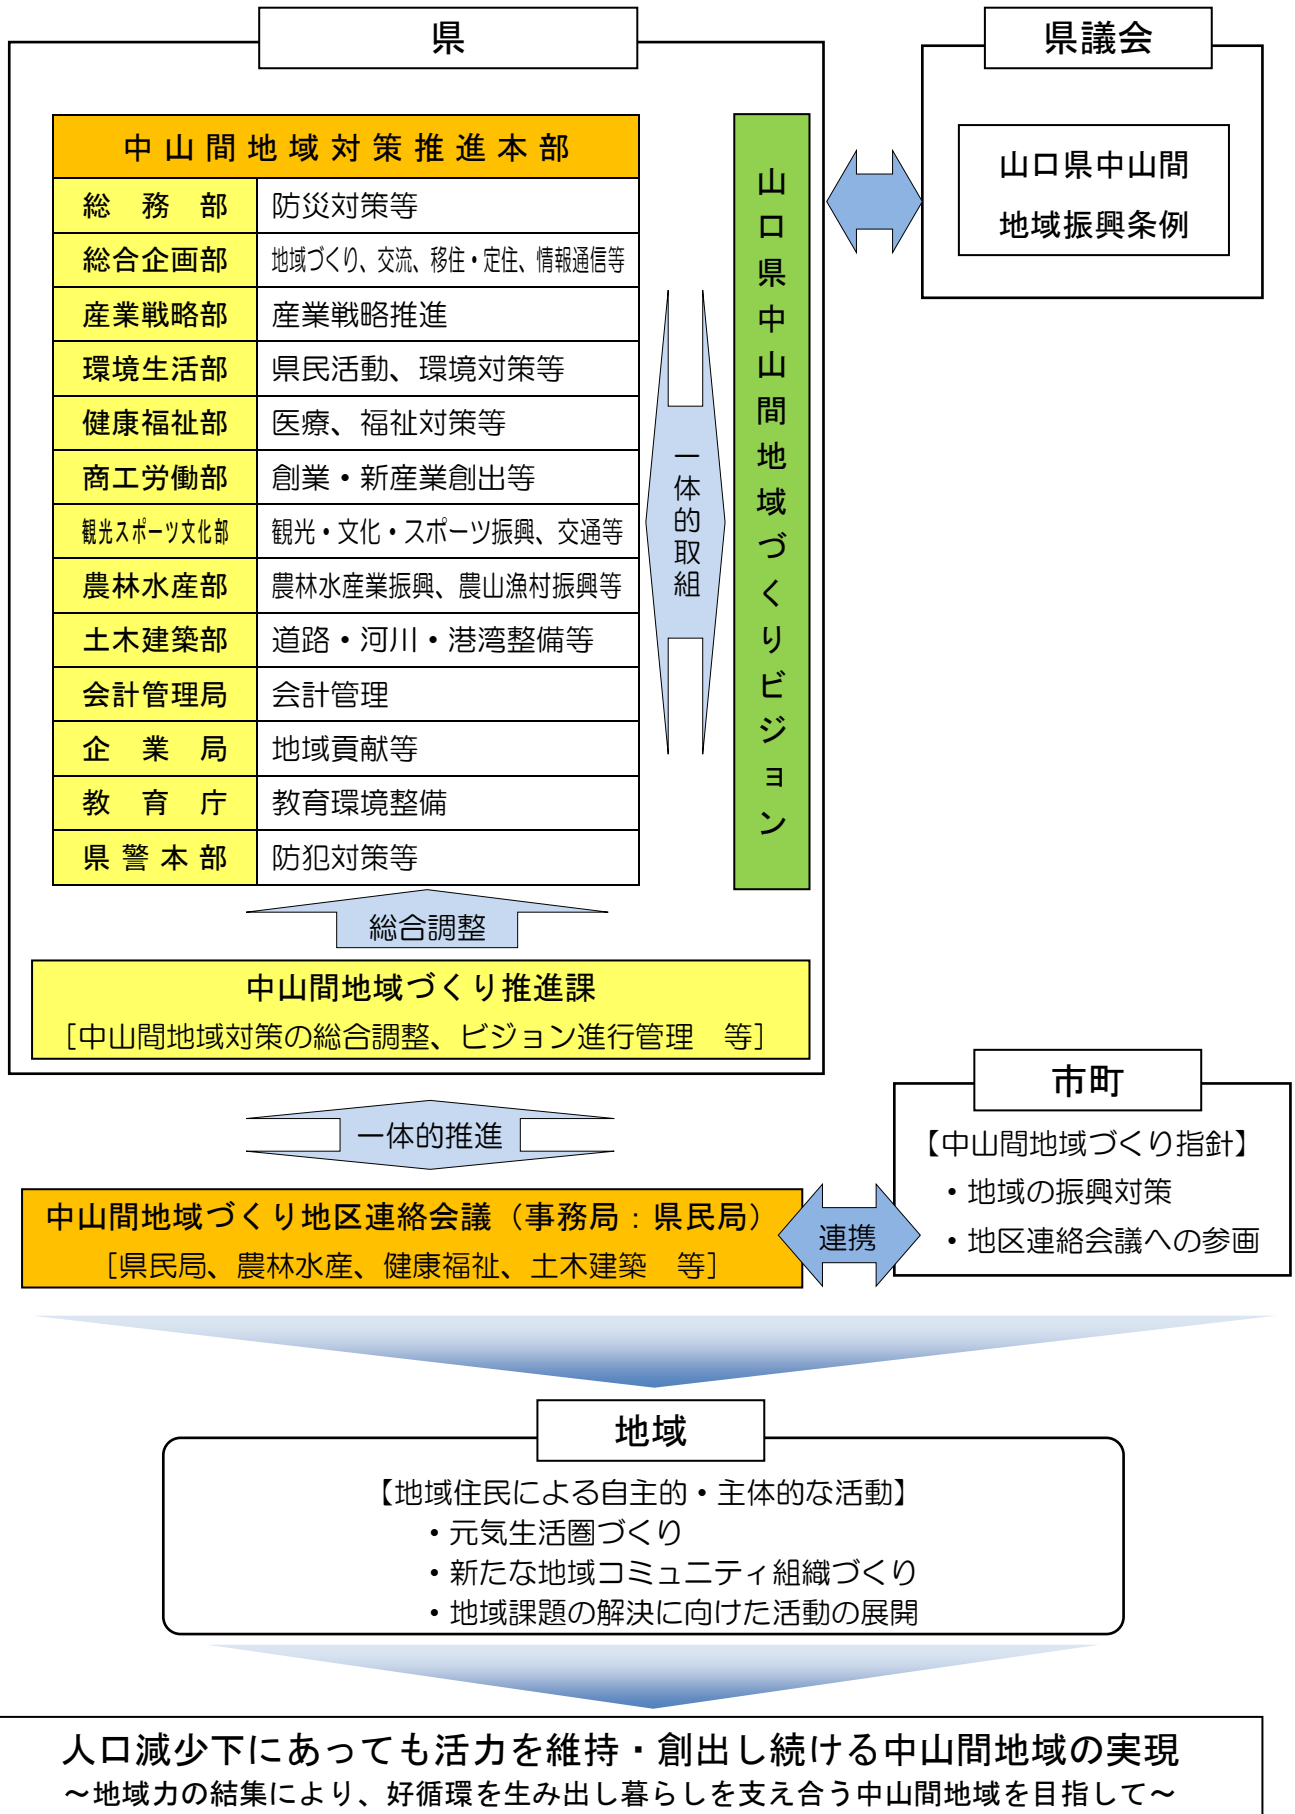 県
県議会
中山間地域対策推進本部
総務部 防災対策等
総合企画部 地域づくり、交流、移住・定住、情報通信等
産業戦略部 産業戦略推進
環境生活部 県民活動、環境対策等
健康福祉部 医療、福祉対策等
商工労働部 創業・新産業創出等
観光スポーツ文化部 観光・文化・スポーツ振興、交通等
農林水産部 農林水産業振興、農山漁村振興等
土木建築部 道路・河川・港湾整備等
会計管理局 会計管理
企業局 地域貢献等
教育庁 教育環境整備
県警本部 防犯対策等
一体的取組
山口県中山間地域づくりビジョン
山口県中山間
地域振興条例
総合調整
中山間地域づくり推進課
[中山間地域対策の総合調整、ビジョン進行管理　等]
一体的推進
中山間地域づくり地区連絡会議（事務局：県民局）
[県民局、農林水産、健康福祉、土木建築　等]
連携
市町
【中山間地域づくり指針】
・地域の振興対策
・地区連絡会議への参画
地域
【地域住民による自主的・主体的な活動】
・元気生活圏づくり
・新たな地域コミュニティ組織づくり
・地域課題の解決に向けた活動の展開
人口減少下にあっても活力を維持・創出し続ける中山間地域の実現
～地域力の結集により、好循環を生み出し暮らしを支え合う中山間地域を目指して～